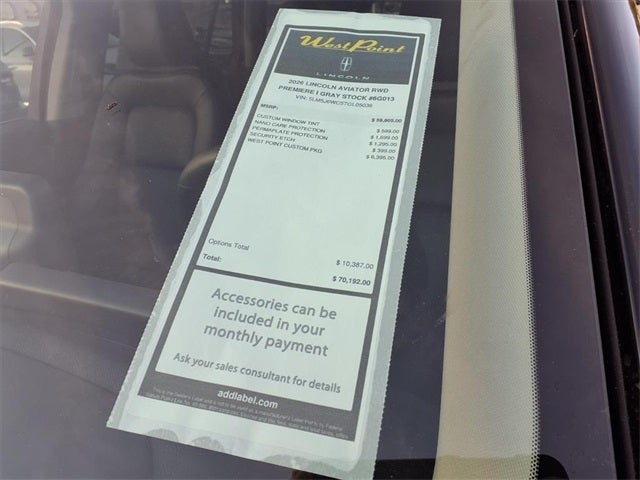 WestPoint
LINCOLN
2026 LINCOLN AVIATOR RWD
PREMIERE I GRAY STOCK #6G013
VIN: 5LM5J6WC5TGL05036
MSRP: $ 59,805.00
CUSTOM WINDOW TINT $ 599.00
NANO CARE PROTECTION $ 1,699.00
PERMAPLATE PROTECTION $ 1,295.00
SECURITY ETCH $ 399.00
WEST POINT CUSTOM PKG $ 6,395.00
Options Total $ 10,387.00
Total: $ 70,192.00
Accessories can be
included in your
monthly payment
Ask your sales consultant for details
addlabel.com